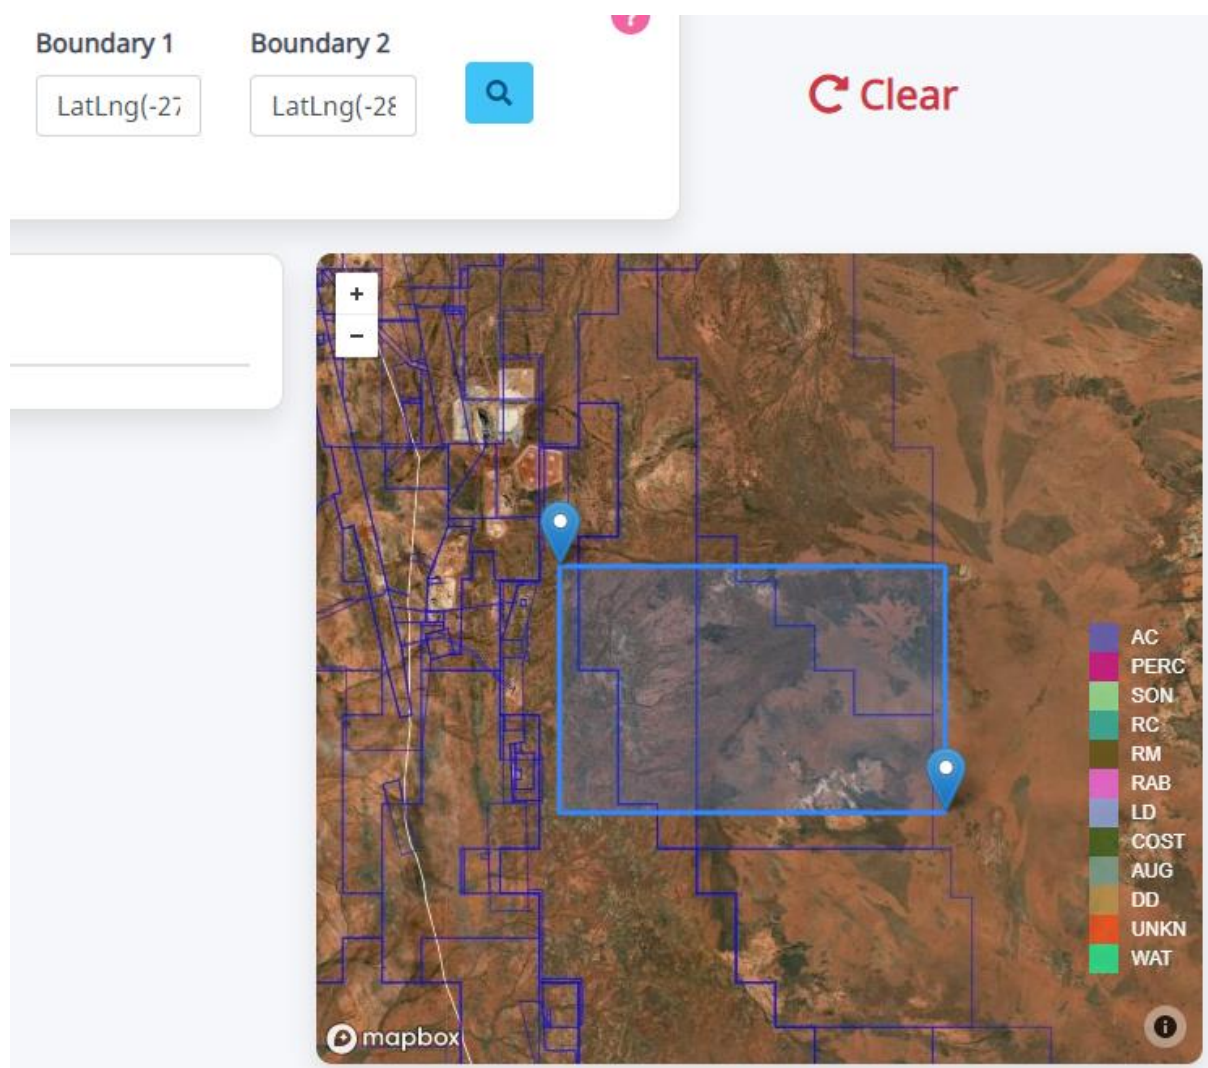 ?
Boundary 1
Boundary 2
LatLng(-27
LatLng(-28
Clear
+
−
AC
PERC
SON
RC
RM
RAB
LD
COST
AUG
DD
UNKN
WAT
mapbox
i